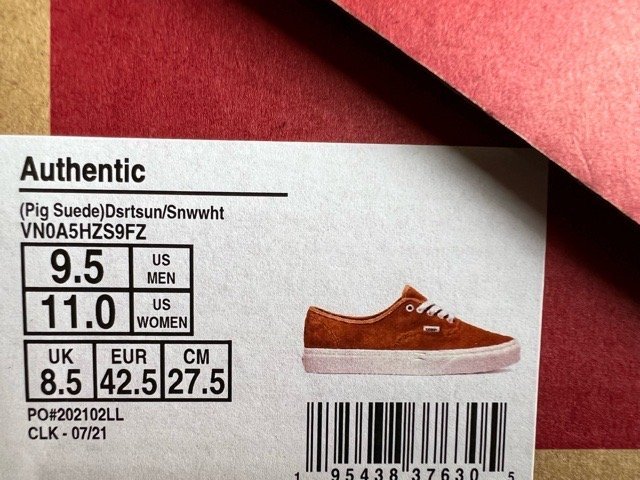 Authentic
(Pig Suede)Dsrtsun/Snwwht
VN0A5HZS9FZ
9.5 US MEN
11.0 US WOMEN
UK EUR CM
8.5 42.5 27.5
PO#202102LL
CLK - 07/21
1 95438 37630 5